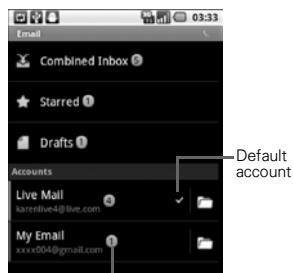 03:33
Email
Combined Inbox 5
Starred 1
Drafts 1
Accounts
Live Mail 4
karenlive4@live.com
My Email 1
xxxx004@gmail.com
Default
account